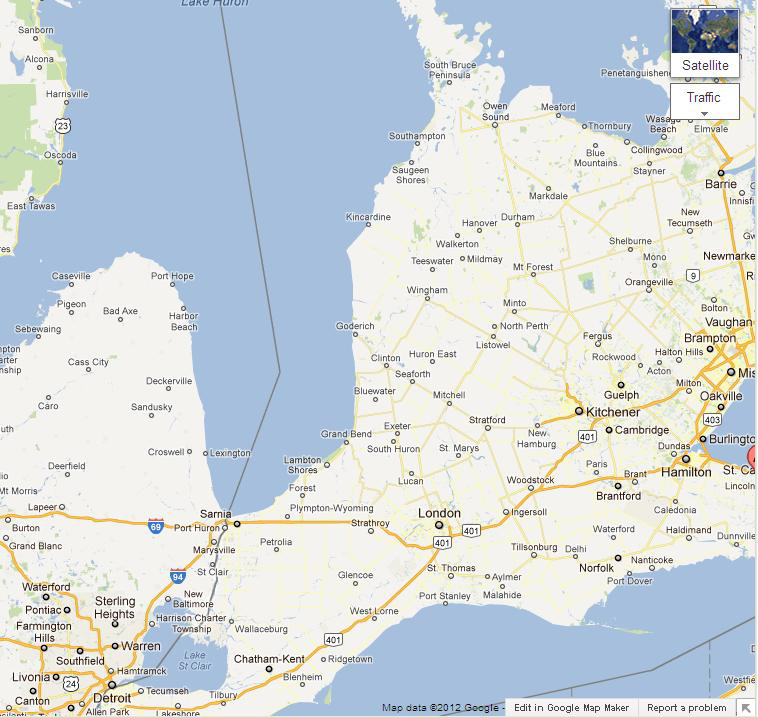 Lake Huron
Sanborn
Alcona
Harrisville
23
Oscoda
East Tawas
South Bruce
Peninsula
Owen
Sound
Meaford
Thornbury
Penetanguishene
Satellite
Traffic
Wasaga
Beach
Elmvale
Collingwood
Stayner
Blue
Mountains
Southampton
Saugeen
Shores
Barrie
Innisfi
Markdale
Kincardine
Hanover
Durham
New
Tecumseth
Walkerton
Shelburne
Mono
Newmarke
Teeswater
Mildmay
Mt Forest
9
Orangeville
Wingham
Minto
Bolton
Caseville
Port Hope
Pigeon
Bad Axe
Harbor
Beach
Sebewaing
Goderich
North Perth
Listowel
Fergus
Vaughan
Brampton
Rockwood
Halton Hills
Acton
Cass City
Clinton
Huron East
Seaforth
Deckerville
Caro
Sandusky
Bluewater
Mitchell
Guelph
Milton
Mis
Oakville
403
Kitchener
Stratford
New
Hamburg
401
Cambridge
Burlingto
Dundas
Hamilton
St. Ca
Lincoln
Exeter
South Huron
Grand Bend
St. Marys
Croswell
Lexington
Deerfield
Mt Morris
Lambton
Shores
Forest
Lucan
Paris
Brant
Brantford
Woodstock
Caledonia
Lapeer
Burton
Grand Blanc
69
Sarnia
Port Huron
Plympton-Wyoming
Strathroy
London
401
401
Ingersoll
Waterford
Haldimand
Dunnvill
Marysville
Petrolia
St Clair
94
Tillsonburg
Delhi
Norfolk
Nanticoke
Port Dover
Glencoe
St. Thomas
Aylmer
Malahide
Port Stanley
Waterford
Pontiac
Sterling
Heights
New
Baltimore
Farmington
Hills
Harrison Charter
Township
Wallaceburg
West Lorne
401
Warren
Southfield
Lake
St Clair
Chatham-Kent
Ridgetown
Livonia
24
Hamtramck
Canton
Detroit
Tecumseh
Blenheim
Tilbury
Allen Park
Lakeshore
Westfie
Map data ©2012 Google -
Edit in Google Map Maker
Report a problem